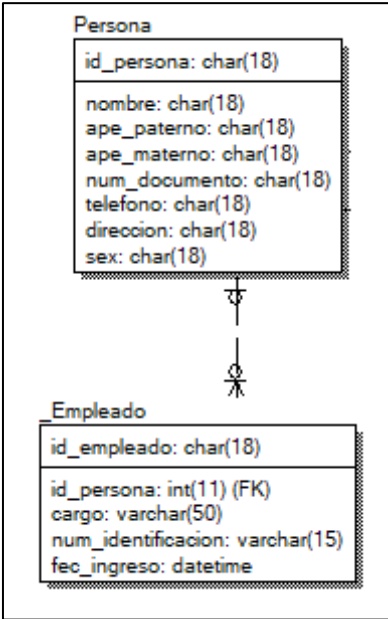 Persona
id_persona: char(18)
nombre: char(18)
ape_paterno: char(18)
ape_materno: char(18)
num_documento: char(18)
telefono: char(18)
direccion: char(18)
sex: char(18)
_Empleado
id_empleado: char(18)
id_persona: int(11) (FK)
cargo: varchar(50)
num_identificacion: varchar(15)
fec_ingreso: datetime